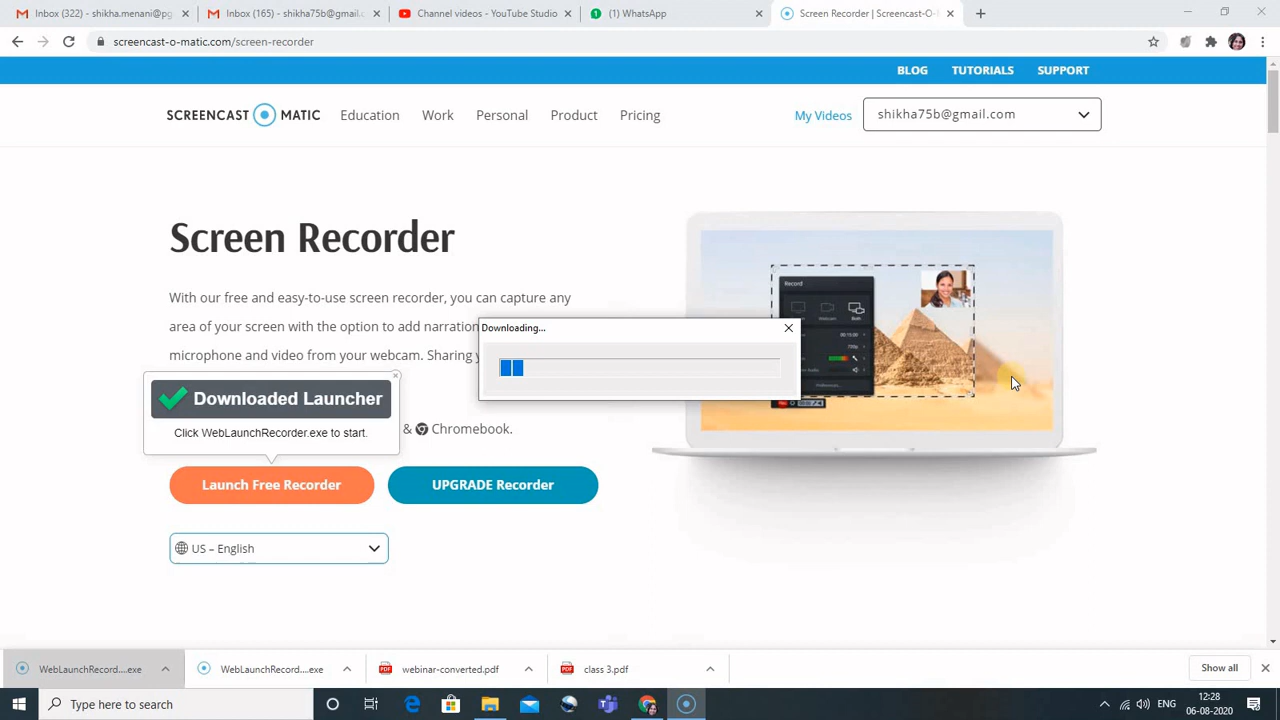 Inbox (322) - shikha.menani@pg
Inbox (165) - shikha75b@gmail.c
Channel videos - YouTube Studio
(1) WhatsApp
Screen Recorder | Screencast-O-M
screencast-o-matic.com/screen-recorder
BLOG TUTORIALS SUPPORT
SCREENCAST MATIC Education Work Personal Product Pricing
My Videos shikha75b@gmail.com
Screen Recorder
With our free and easy-to-use screen recorder, you can capture any
area of your screen with the option to add narration
microphone and video from your webcam. Sharing y
Record
Webcam
Both
Preferences...
Downloading...
Downloaded Launcher
Click WebLaunchRecorder.exe to start.
& Chromebook.
Launch Free Recorder UPGRADE Recorder
US – English
WebLaunchRecord....exe WebLaunchRecord....exe webinar-converted.pdf class 3.pdf Show all
Type here to search
ENG
12:28
06-08-2020